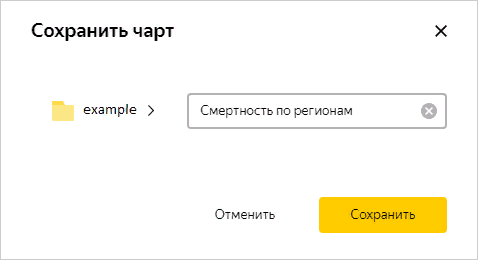 Сохранить чарт
example
Смертность по регионам
Отменить
Сохранить